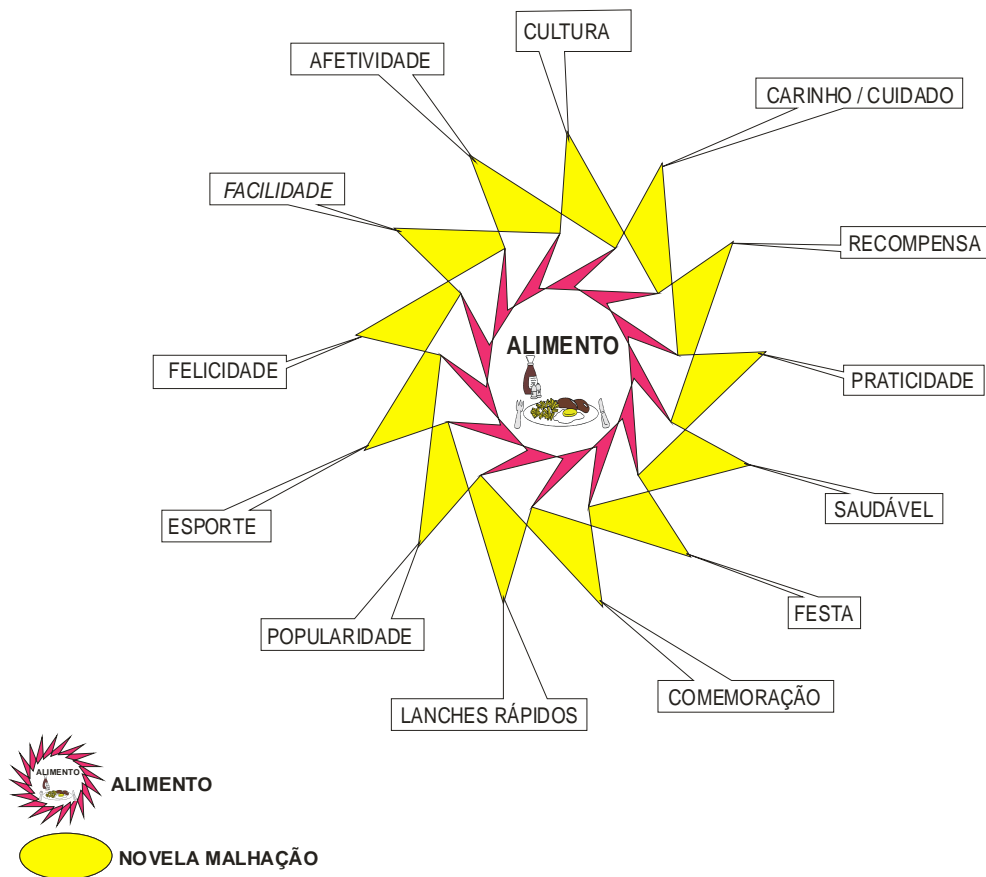 CULTURA
AFETIVIDADE
CARINHO / CUIDADO
FACILIDADE
RECOMPENSA
ALIMENTO
FELICIDADE
PRATICIDADE
ESPORTE
SAUDÁVEL
FESTA
POPULARIDADE
COMEMORAÇÃO
LANCHES RÁPIDOS
ALIMENTO
ALIMENTO
NOVELA MALHAÇÃO